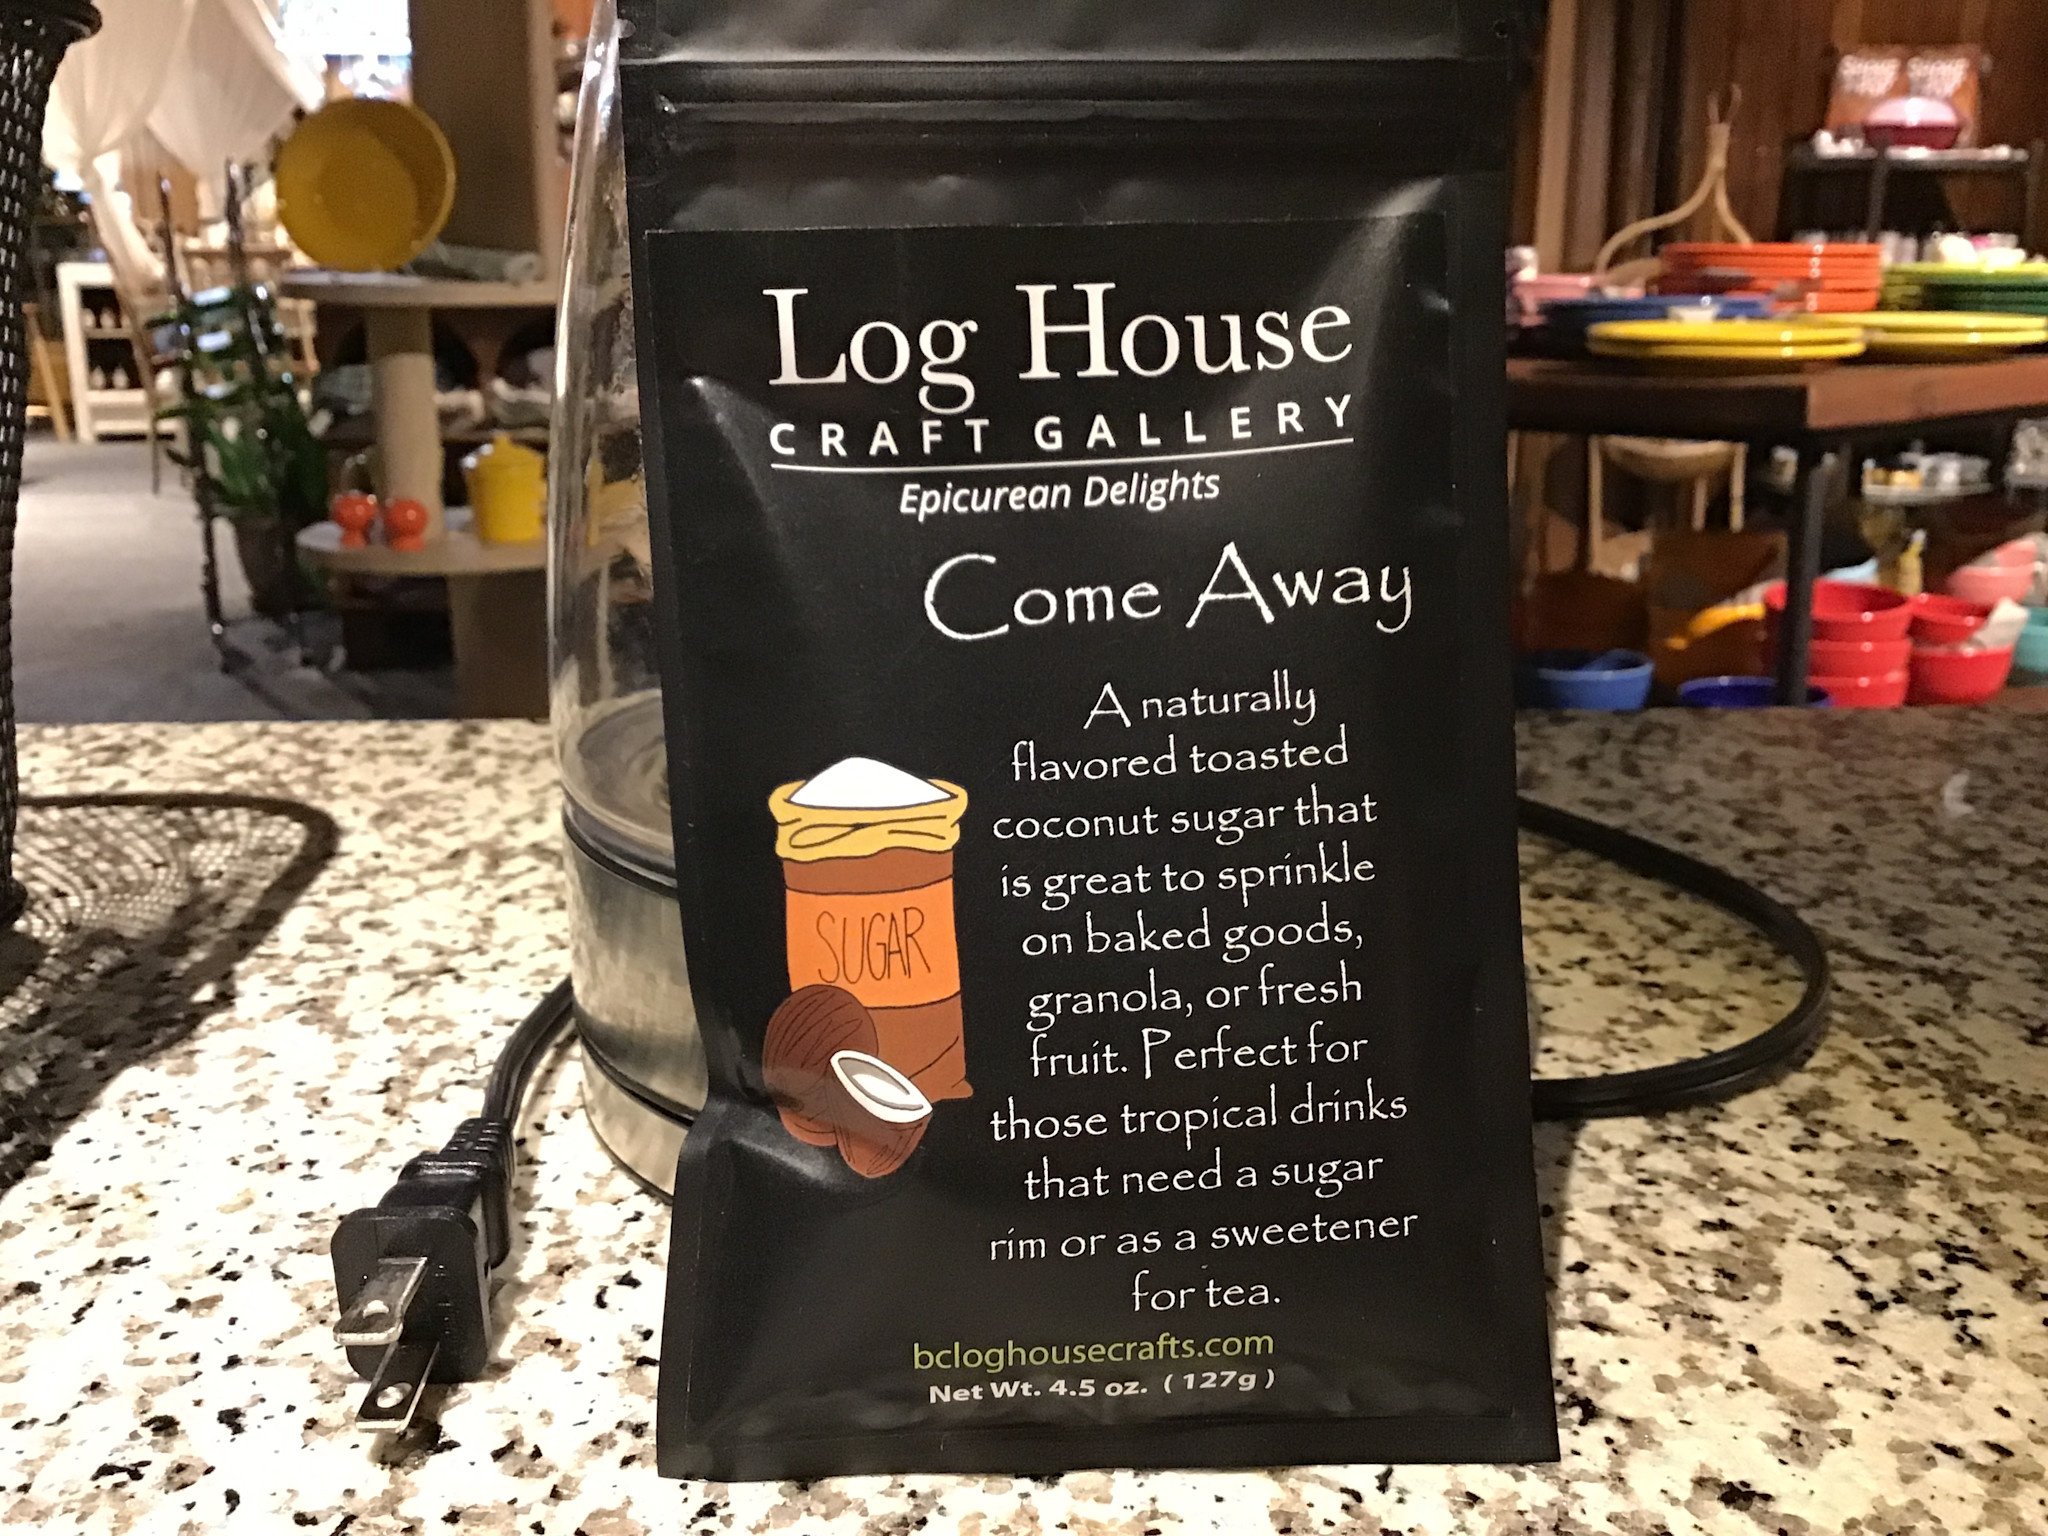 Log House
CRAFT GALLERY
Epicurean Delights
Come Away
A naturally
flavored toasted
coconut sugar that
is great to sprinkle
on baked goods,
granola, or fresh
fruit. Perfect for
those tropical drinks
that need a sugar
rim or as a sweetener
for tea.
SUGAR
bcloghousecrafts.com
Net Wt. 4.5 oz. ( 127g )